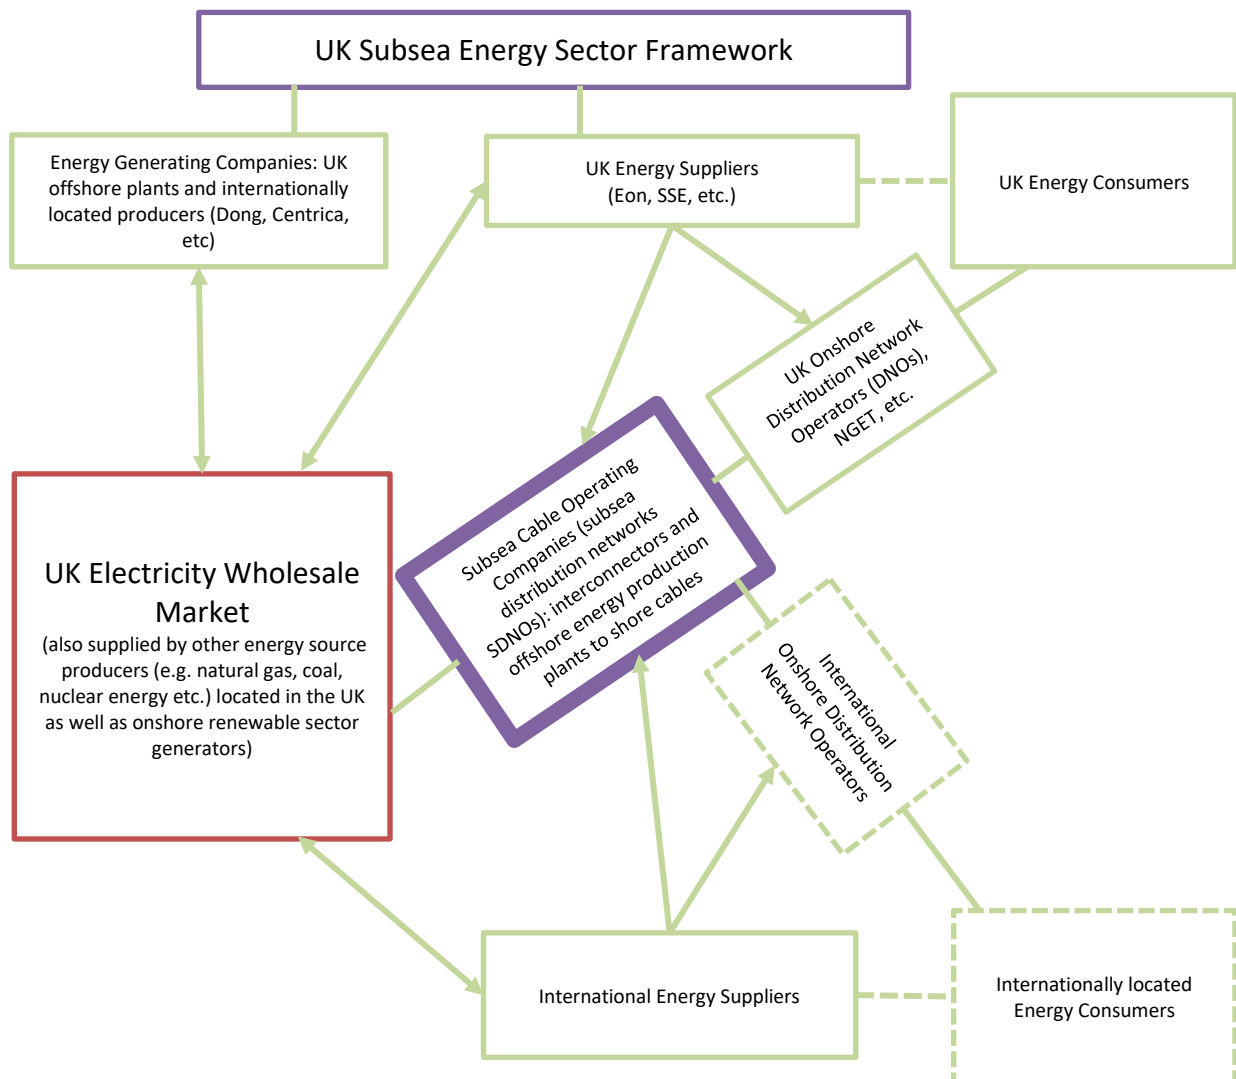 UK Subsea Energy Sector Framework
Energy Generating Companies: UK
offshore plants and internationally
located producers (Dong, Centrica,
etc)
UK Energy Suppliers
(Eon, SSE, etc.)
UK Energy Consumers
UK Onshore
Distribution Network
Operators (DNOs),
NGET, etc.
Subsea Cable Operating
Companies (subsea
distribution networks
SDNOs): interconnectors and
offshore energy production
plants to shore cables
UK Electricity Wholesale
Market
(also supplied by other energy source
producers (e.g. natural gas, coal,
nuclear energy etc.) located in the UK
as well as onshore renewable sector
generators)
International
Onshore Distribution
Network Operators
International Energy Suppliers
Internationally located
Energy Consumers